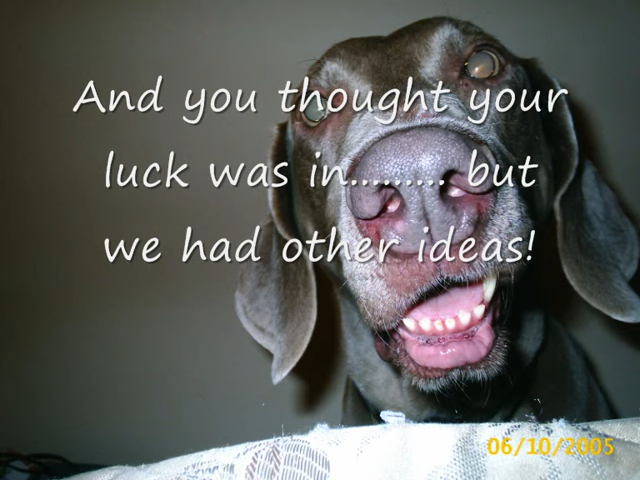 And you thought your
luck was in......... but
we had other ideas!
06/10/2005